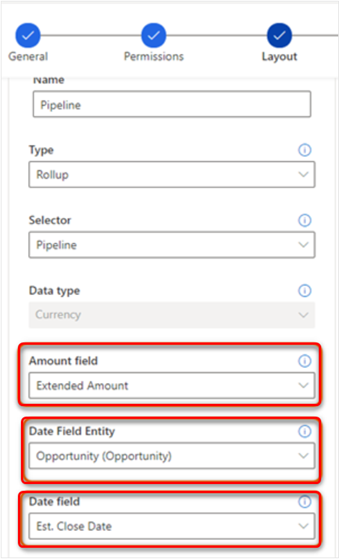 General Permissions Layout
Name
Pipeline
Type
Rollup
Selector
Pipeline
Data type
Currency
Amount field
Extended Amount
Date Field Entity
Opportunity (Opportunity)
Date field
Est. Close Date